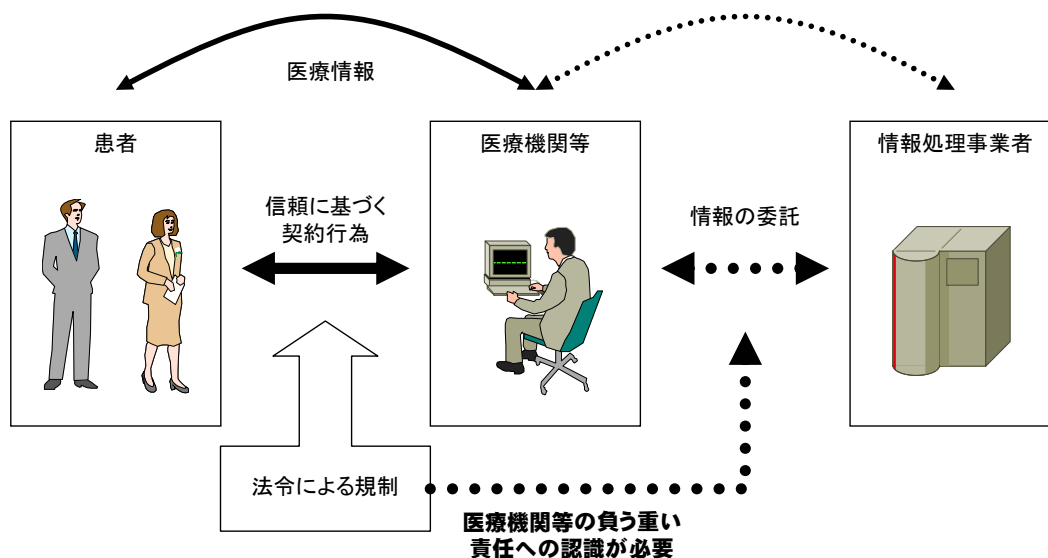 医療情報
患者
医療機関等
情報処理事業者
信頼に基づく
契約行為
情報の委託
法令による規制
医療機関等の負う重い
責任への認識が必要